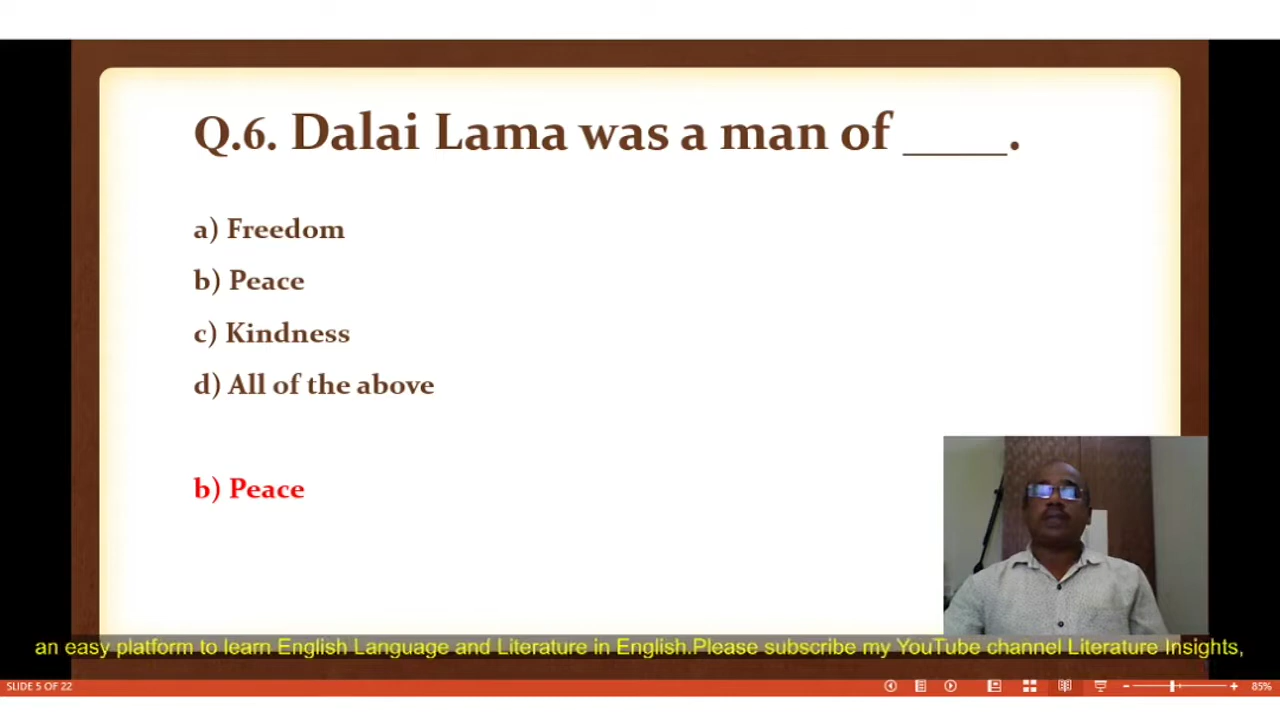 Q.6. Dalai Lama was a man of ____.
a) Freedom
b) Peace
c) Kindness
d) All of the above
b) Peace
an easy platform to learn English Language and Literature in English.Please subscribe my YouTube channel Literature Insights,
SLIDE 5 OF 22
85%